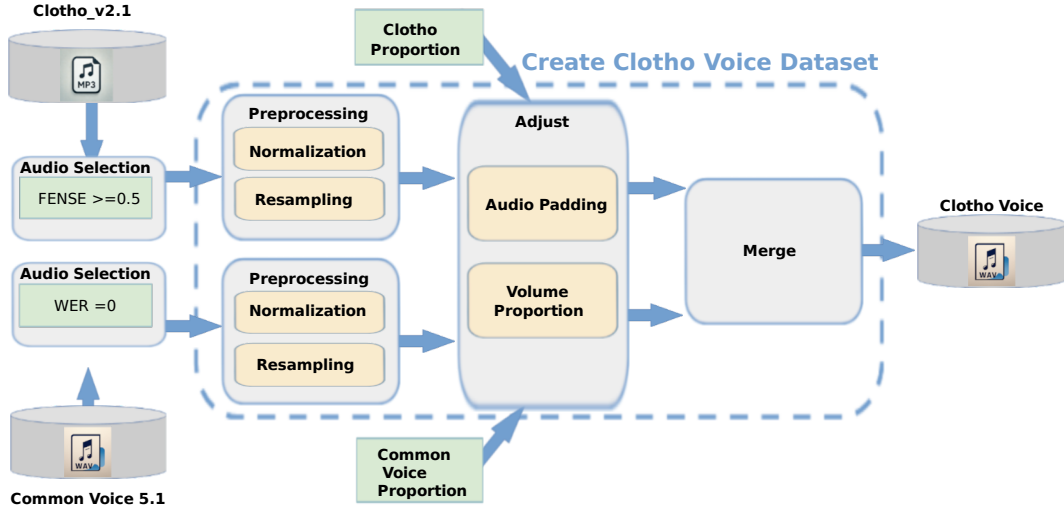 Clotho_v2.1
MP3
Audio Selection
FENSE >=0.5
Audio Selection
WER =0
WAV
Common Voice 5.1
Clotho
Proportion
Create Clotho Voice Dataset
Preprocessing
Normalization
Resampling
Preprocessing
Normalization
Resampling
Adjust
Audio Padding
Volume
Proportion
Common
Voice
Proportion
Merge
Clotho Voice
WAV